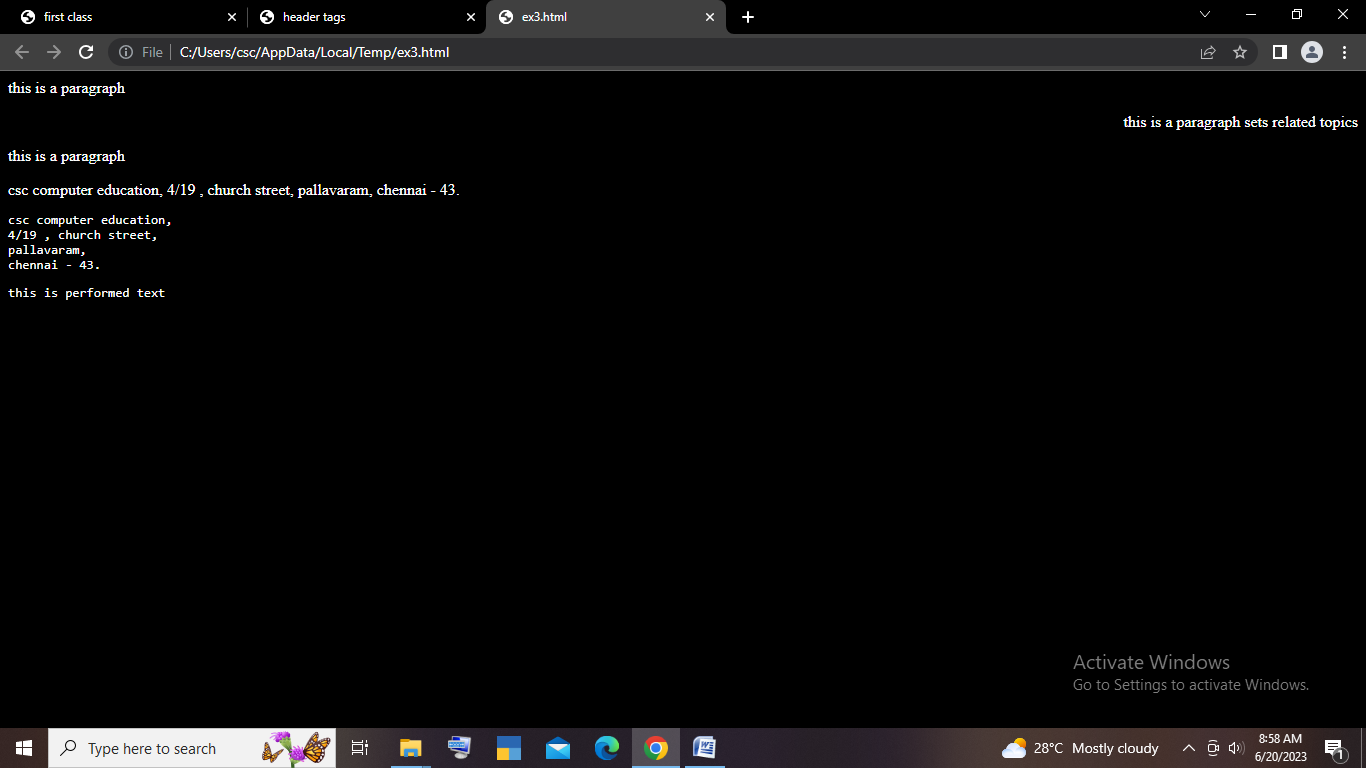 first class
header tags
ex3.html
File
C:/Users/csc/AppData/Local/Temp/ex3.html
this is a paragraph
this is a paragraph sets related topics
this is a paragraph
csc computer education, 4/19 , church street, pallavaram, chennai - 43.
csc computer education,
4/19 , church street,
pallavaram,
chennai - 43.
this is performed text
Activate Windows
Go to Settings to activate Windows.
Type here to search
28°C Mostly cloudy
8:58 AM
6/20/2023
1